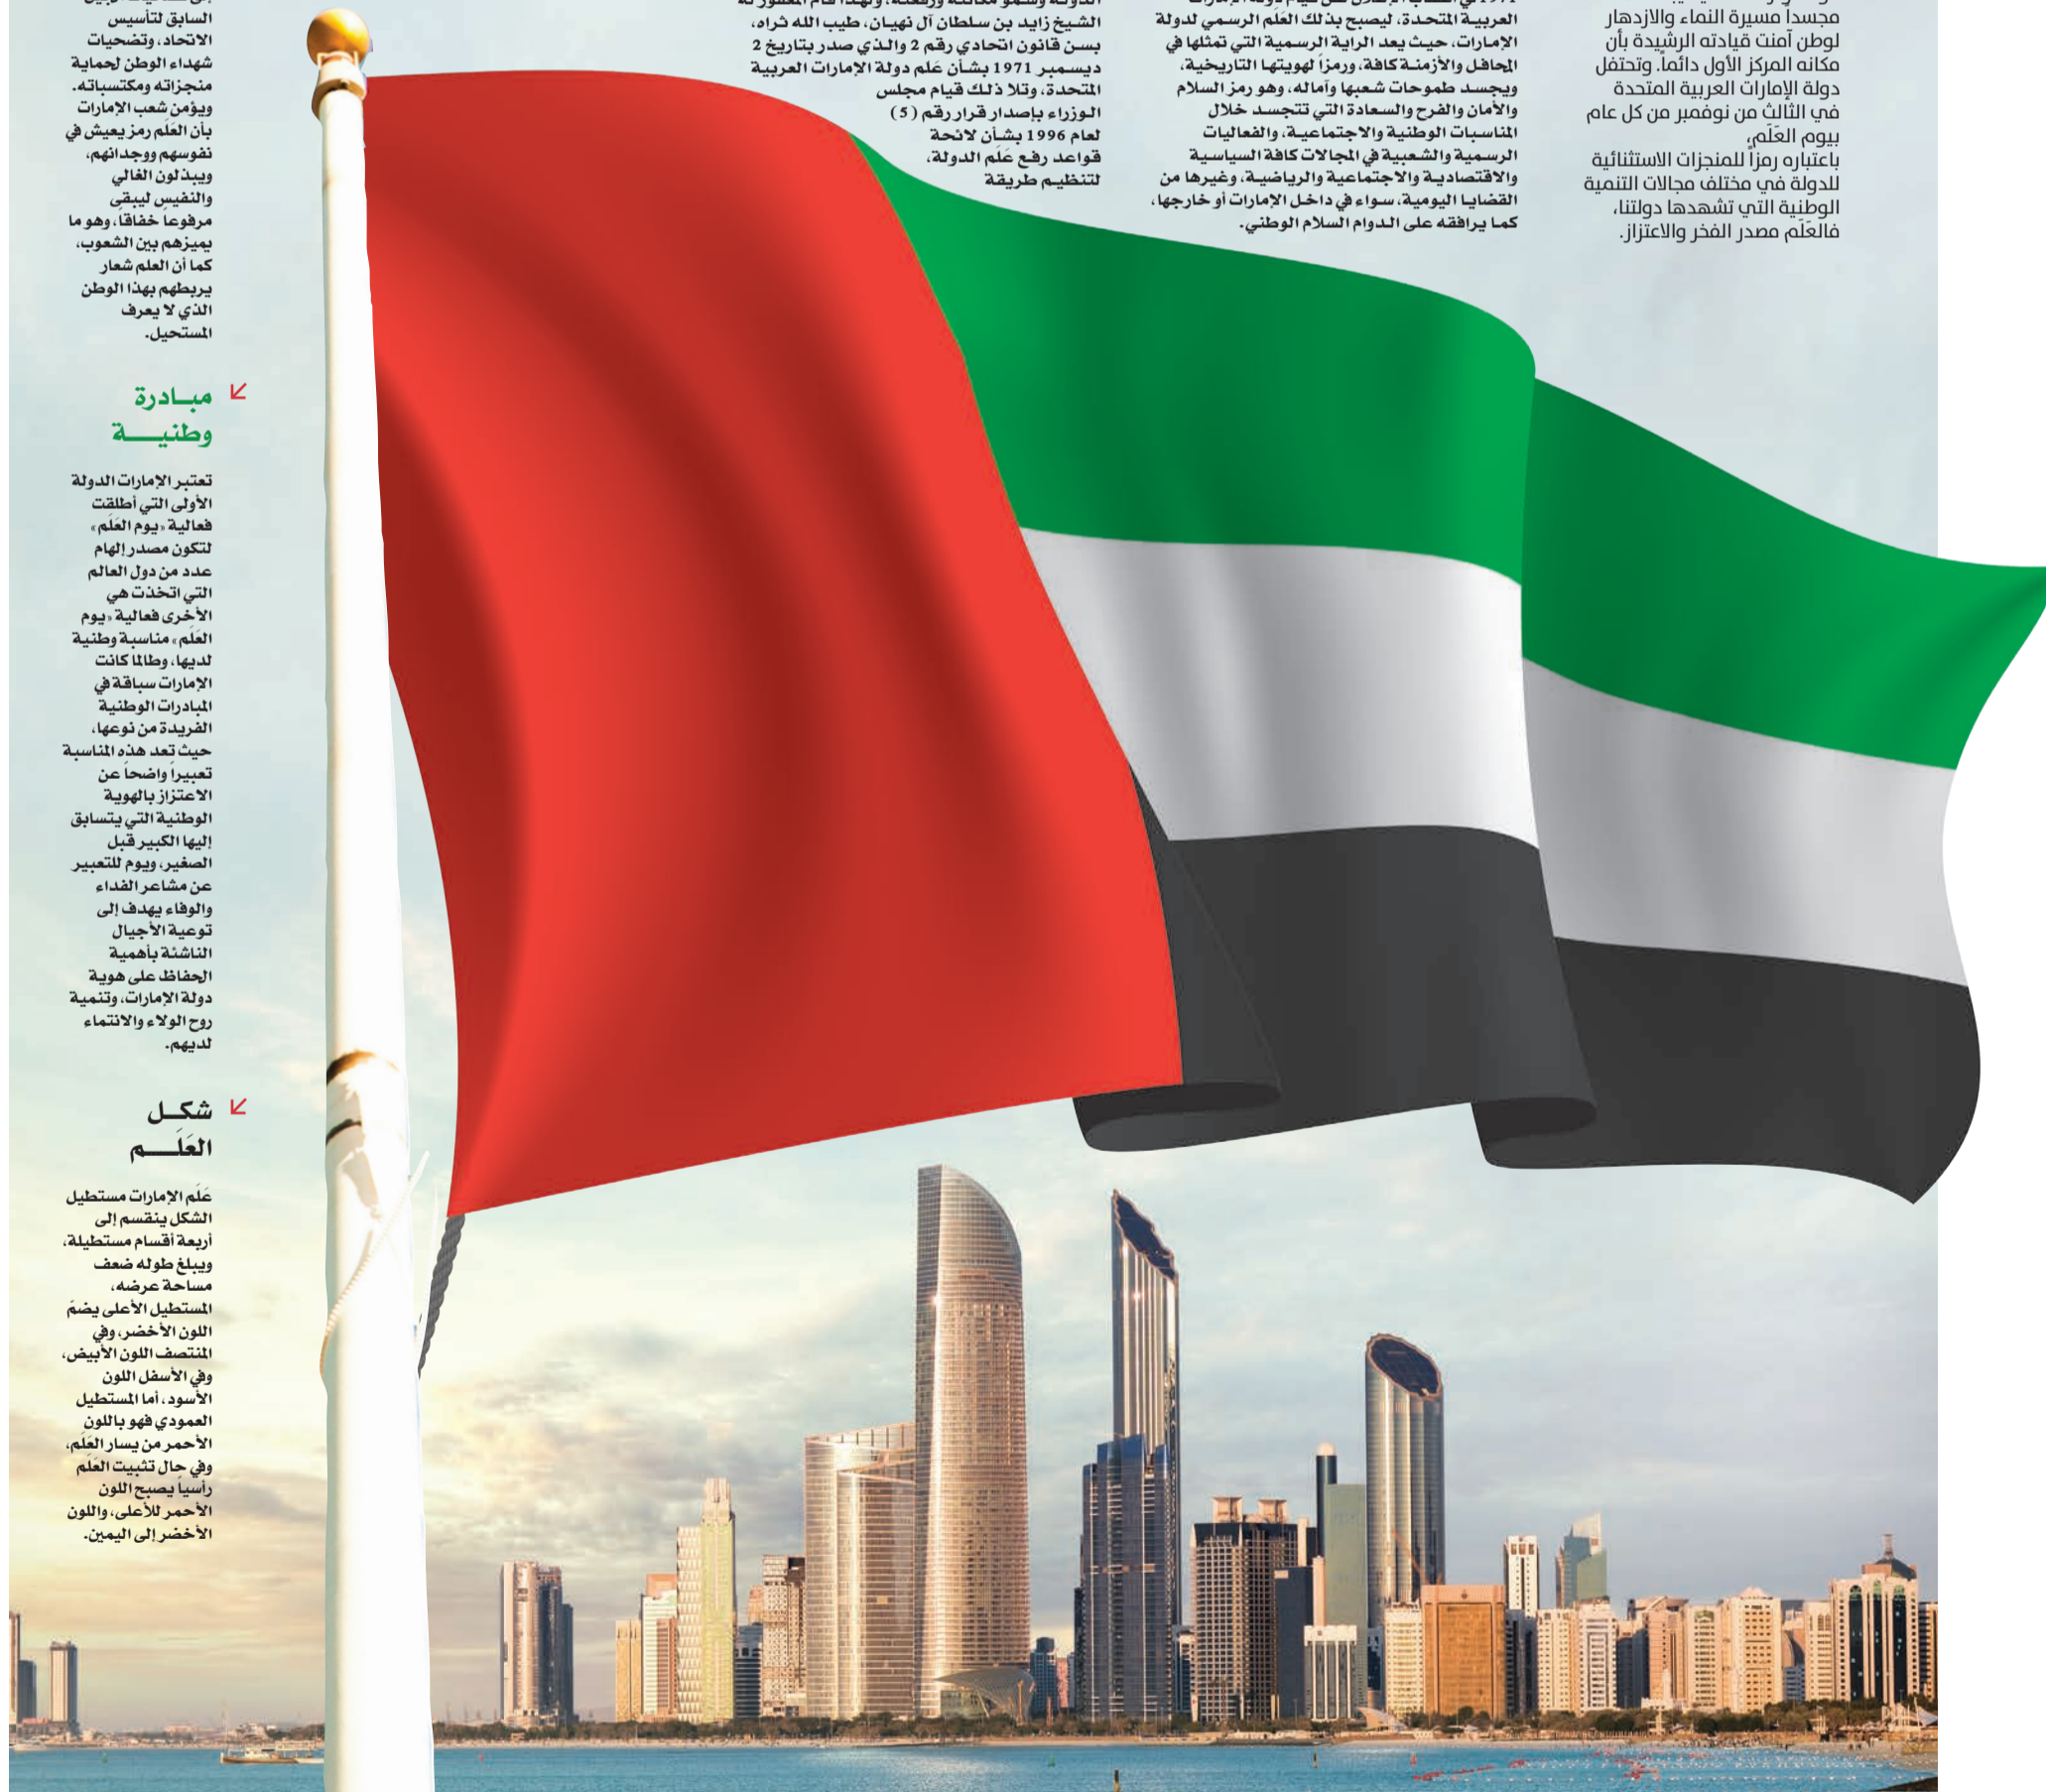 مجسداً مسيرة النماء والازدهار
لوطن آمنت قيادته الرشيدة بأن
مكانه المركز الأول دائماً. وتحتفل
دولة الإمارات العربية المتحدة
في الثالث من نوفمبر من كل عام
بيوم العَلَم،
باعتباره رمزاً للمنجزات الاستثنائية
للدولة في مختلف مجالات التنمية
الوطنية التي تشهدها دولتنا،
فالعَلَم مصدر الفخر والاعتزاز.
العربية المتحدة، ليصبح بذلك العَلَم الرسمي لدولة
الإمارات، حيث يعد الراية الرسمية التي تمثلها في
المحافل والأزمنة كافة، ورمزاً لهويتها التاريخية،
ويجسد طموحات شعبها وآماله، وهو رمز السلام
والأمان والفرح والسعادة التي تتجسد خلال
المناسبات الوطنية والاجتماعية، والفعاليات
الرسمية والشعبية في المجالات كافة السياسية
والاقتصادية والاجتماعية والرياضية، وغيرها من
القضايا اليومية، سواء في داخل الإمارات أو خارجها،
كما يرافقه على الدوام السلام الوطني.
الشيخ زايد بن سلطان آل نهيان، طيب الله ثراه،
بسن قانون اتحادي رقم 2 والذي صدر بتاريخ 2
ديسمبر 1971 بشأن عَلم دولة الإمارات العربية
المتحدة، وتلا ذلك قيام مجلس
الوزراء بإصدار قرار رقم (5)
لعام 1996 بشأن لائحة
قواعد رفع عَلَم الدولة،
لتنظيم طريقة
السابق لتأسيس
الاتحاد، وتضحيات
شهداء الوطن لحماية
منجزاته ومكتسباته.
ويؤمن شعب الإمارات
بأن العَلَم رمز يعيش في
نفوسهم ووجدانهم،
ويبذلون الغالي
والنفيس ليبقى
مرفوعاً خفاقاً، وهو ما
يميزهم بين الشعوب،
كما أن العلم شعار
يربطهم بهذا الوطن
الذي لا يعرف
المستحيل.
مبـادرة
وطنيـــة
تعتبر الإمارات الدولة
الأولى التي أطلقت
فعالية «يوم العَلَم»
لتكون مصدر إلهام
عدد من دول العالم
التي اتخذت هي
الأخرى فعالية «يوم
العَلَم» مناسبة وطنية
لديها، وطالما كانت
الإمارات سباقة في
المبادرات الوطنية
الفريدة من نوعها،
حيث تعد هذه المناسبة
تعبيراً واضحاً عن
الاعتزاز بالهوية
الوطنية التي يتسابق
إليها الكبير قبل
الصغير، ويوم للتعبير
عن مشاعر الفداء
والوفاء يهدف إلى
توعية الأجيال
الناشئة بأهمية
الحفاظ على هوية
دولة الإمارات، وتنمية
روح الولاء والانتماء
لديهم.
شكـل
العَلَـــم
عَلَم الإمارات مستطيل
الشكل ينقسم إلى
أربعة أقسام مستطيلة،
ويبلغ طوله ضعف
مساحة عرضه،
المستطيل الأعلى يضمّ
اللون الأخضر، وفي
المنتصف اللون الأبيض،
وفي الأسفل اللون
الأسود، أما المستطيل
العمودي فهو باللون
الأحمر من يسار العَلَم،
وفي حال تثبيت العَلَم
رأسياً يصبح اللون
الأحمر للأعلى، واللون
الأخضر إلى اليمين.